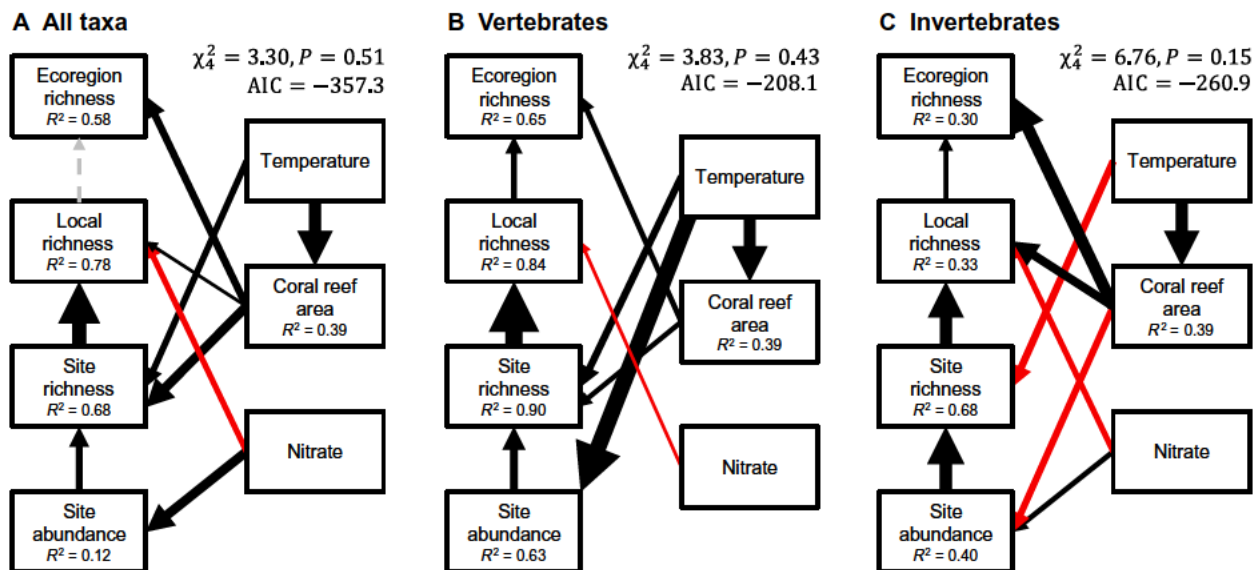 A All taxa
χ₄² = 3.30, P = 0.51
AIC = −357.3
Ecoregion
richness
R² = 0.58
Temperature
Local
richness
R² = 0.78
Coral reef
area
R² = 0.39
Site
richness
R² = 0.68
Nitrate
Site
abundance
R² = 0.12
B Vertebrates
χ₄² = 3.83, P = 0.43
AIC = −208.1
Ecoregion
richness
R² = 0.65
Temperature
Local
richness
R² = 0.84
Coral reef
area
R² = 0.39
Site
richness
R² = 0.90
Nitrate
Site
abundance
R² = 0.63
C Invertebrates
χ₄² = 6.76, P = 0.15
AIC = −260.9
Ecoregion
richness
R² = 0.30
Temperature
Local
richness
R² = 0.33
Coral reef
area
R² = 0.39
Site
richness
R² = 0.68
Nitrate
Site
abundance
R² = 0.40